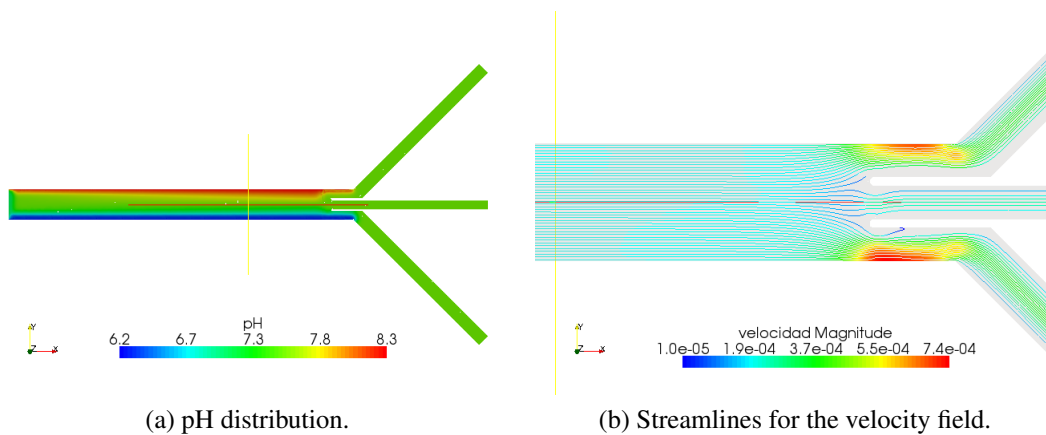 pH
6.2 6.7 7.3 7.8 8.3
Y
Z X
(a) pH distribution.
velocidad Magnitude
1.0e-05 1.9e-04 3.7e-04 5.5e-04 7.4e-04
Y
Z X
(b) Streamlines for the velocity field.